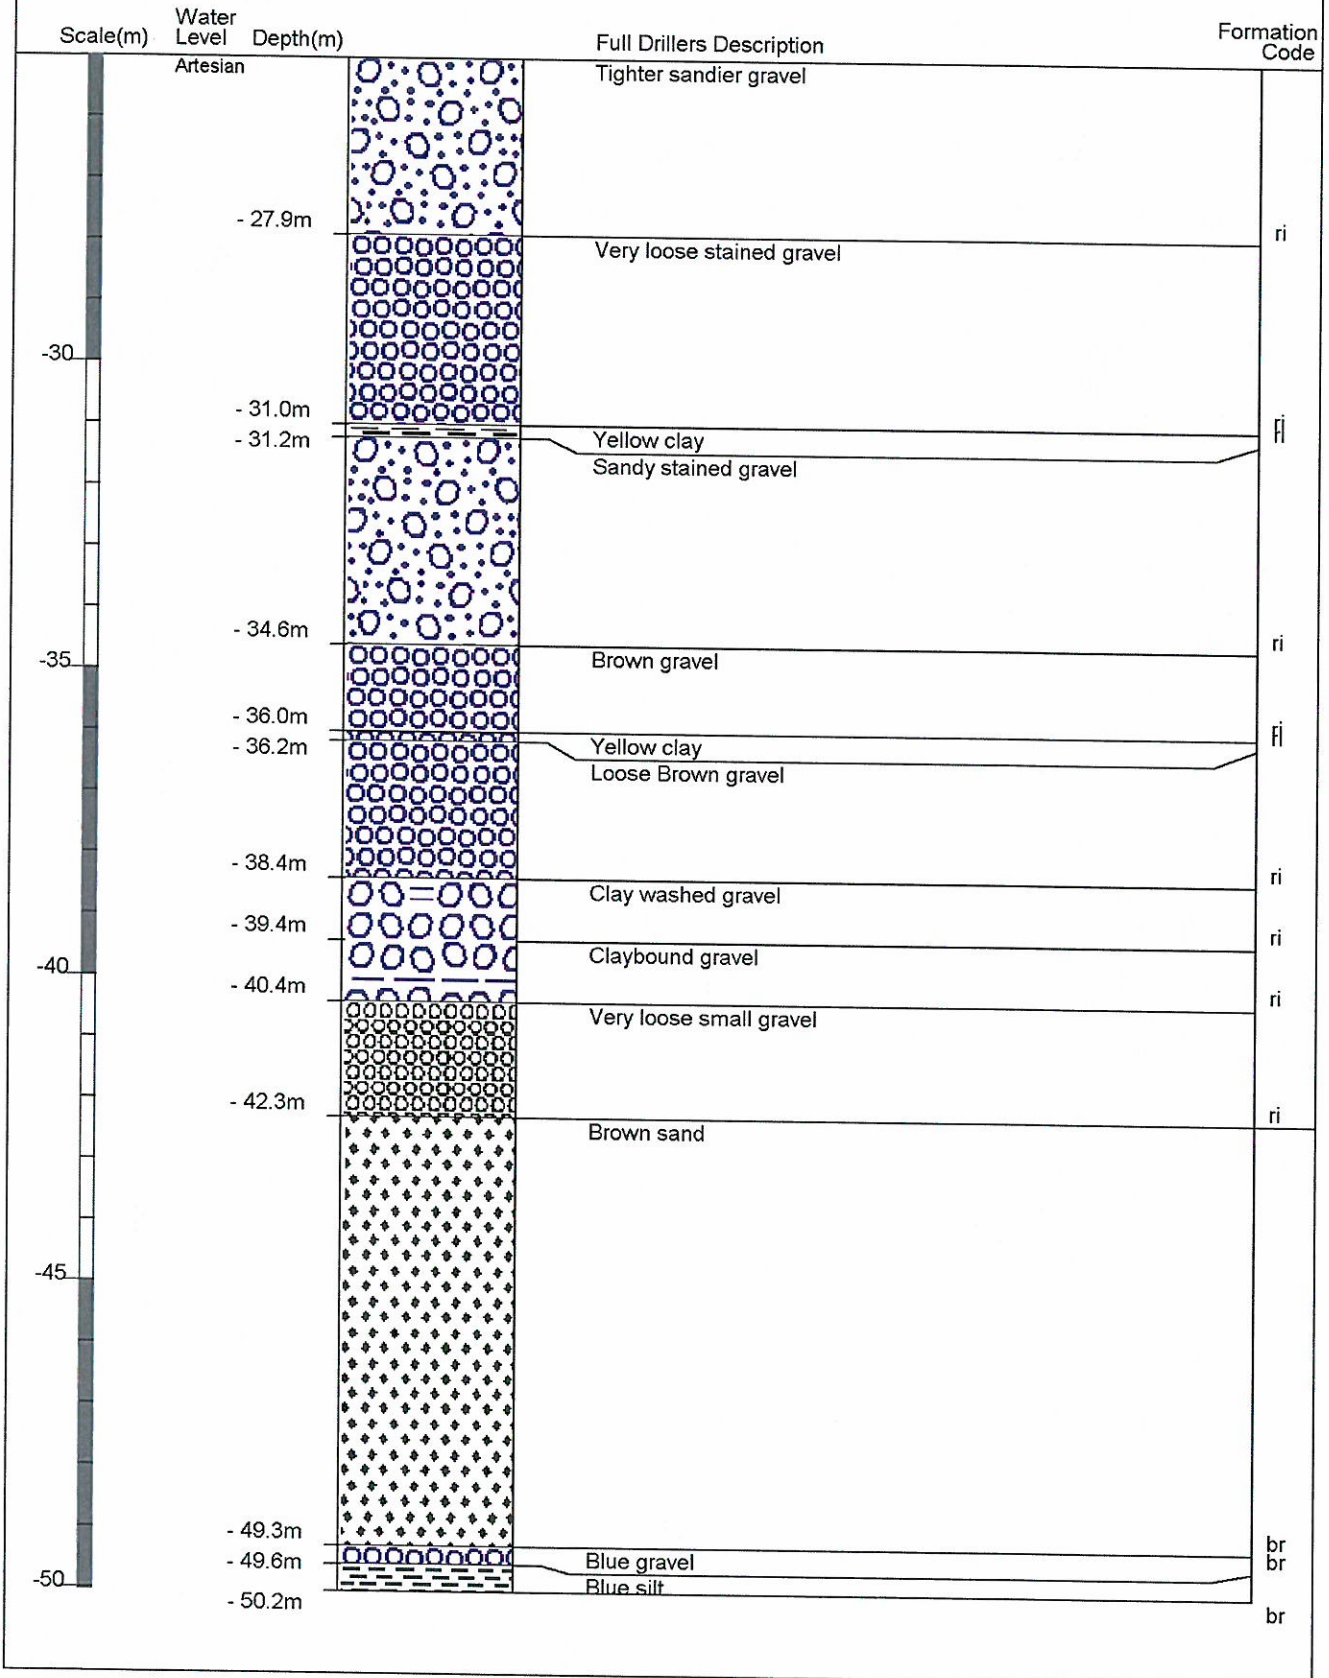 Scale(m) Water Level Depth(m) Full Drillers Description Formation Code
Artesian Tighter sandier gravel
- 27.9m ri
Very loose stained gravel
-30
- 31.0m ri
- 31.2m Yellow clay
Sandy stained gravel
- 34.6m ri
-35 Brown gravel
- 36.0m ri
- 36.2m Yellow clay
Loose Brown gravel
- 38.4m ri
Clay washed gravel
- 39.4m ri
-40 Claybound gravel
- 40.4m ri
Very loose small gravel
- 42.3m ri
Brown sand
-45
- 49.3m br
- 49.6m Blue gravel br
-50 Blue silt
- 50.2m br